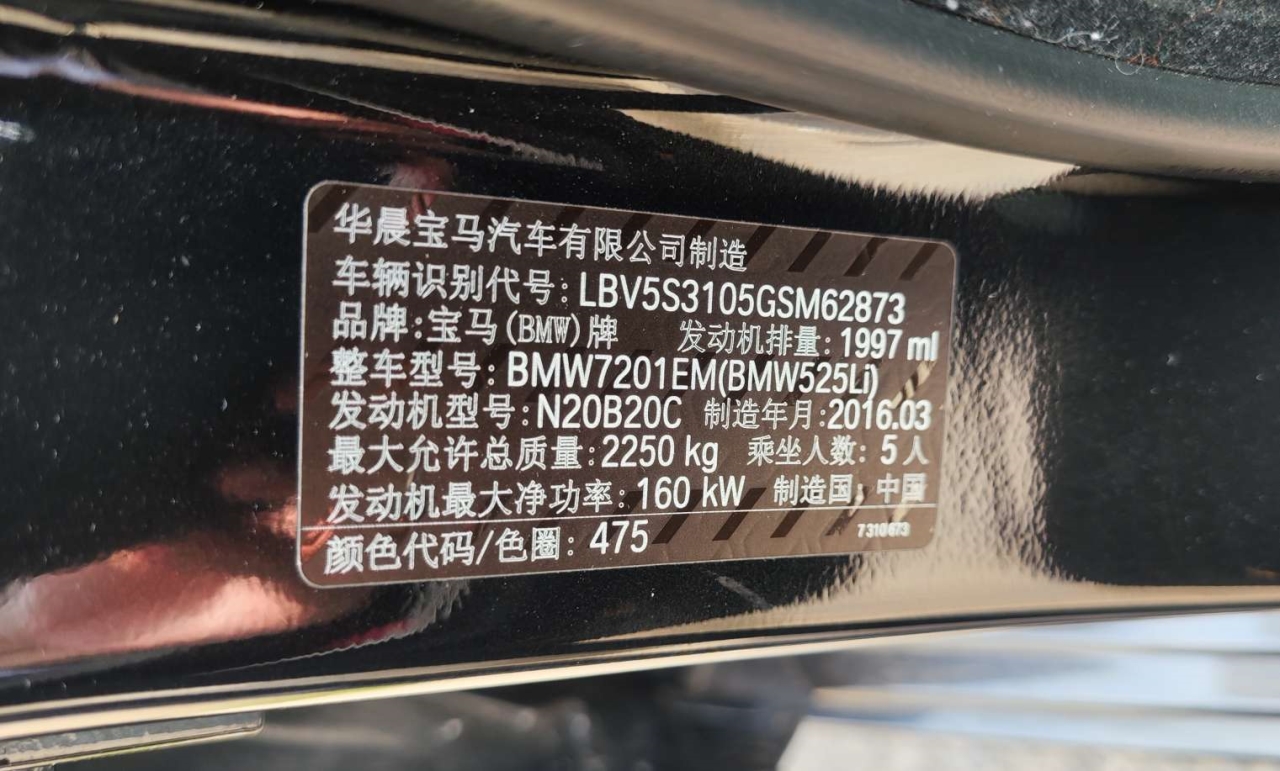 华晨宝马汽车有限公司制造
车辆识别代号: LBV5S3105GSM62873
品牌: 宝马(BMW)牌 发动机排量: 1997 ml
整车型号: BMW7201EM(BMW525Li)
发动机型号: N20B20C 制造年月:2016.03
最大允许总质量: 2250 kg 乘坐人数: 5 人
发动机最大净功率: 160 kW 制造国: 中国
颜色代码/色圈: 475 7310673